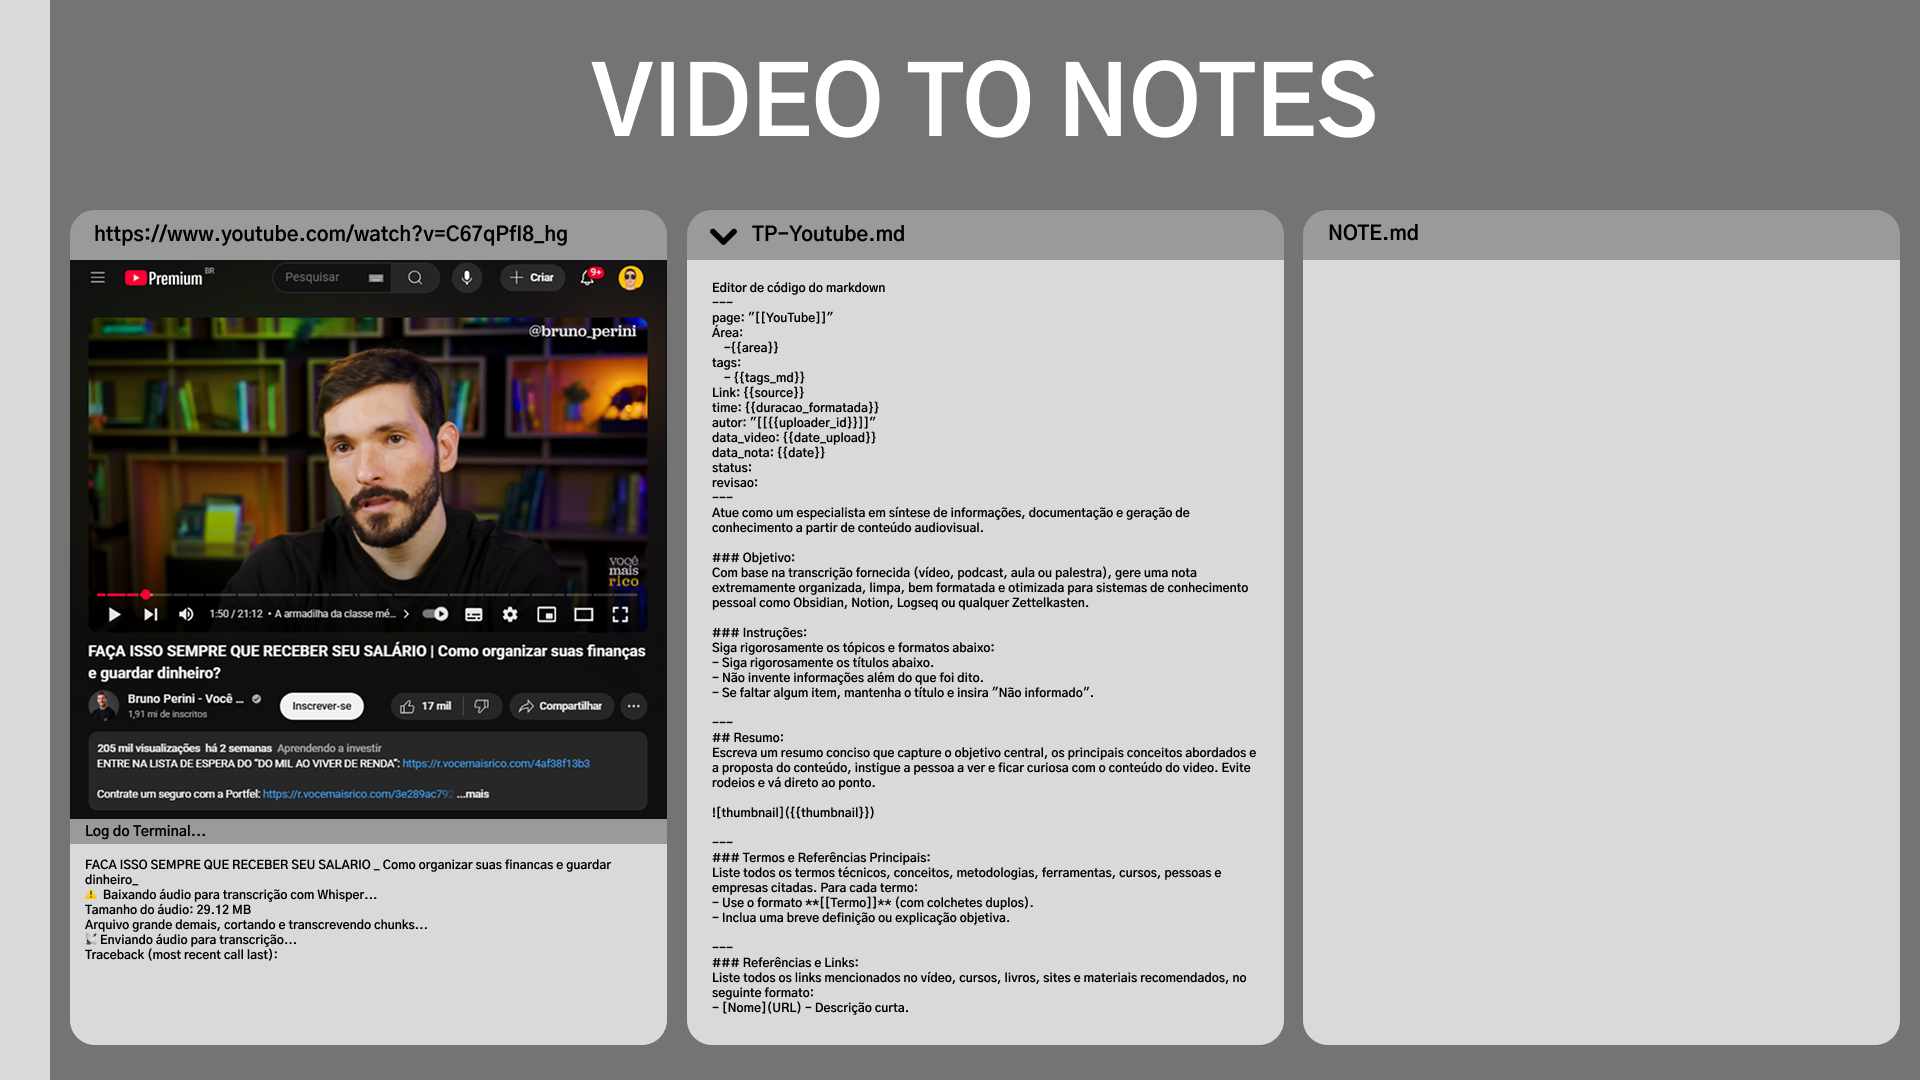 VIDEO TO NOTES
https://www.youtube.com/watch?v=C67qPfI8_hg
Premium BR
Pesquisar
Criar
9+
@bruno_perini
você
mais
rico
1:50 / 21:12 • A armadilha da classe mé...
FAÇA ISSO SEMPRE QUE RECEBER SEU SALÁRIO | Como organizar suas finanças
e guardar dinheiro?
Bruno Perini - Você ...
1,91 mi de inscritos
Inscrever-se
17 mil
Compartilhar
205 mil visualizações há 2 semanas Aprendendo a investir
ENTRE NA LISTA DE ESPERA DO “DO MIL AO VIVER DE RENDA”: https://r.vocemaisrico.com/4af38f13b3
Contrate um seguro com a Portfel: https://r.vocemaisrico.com/3e289ac792 ...mais
Log do Terminal...
FACA ISSO SEMPRE QUE RECEBER SEU SALARIO _ Como organizar suas financas e guardar
dinheiro_
⚠️ Baixando áudio para transcrição com Whisper...
Tamanho do áudio: 29.12 MB
Arquivo grande demais, cortando e transcrevendo chunks...
📡 Enviando áudio para transcrição...
Traceback (most recent call last):
TP-Youtube.md
Editor de código do markdown
---
page: "[[YouTube]]"
Área:
-{{area}}
tags:
- {{tags_md}}
Link: {{source}}
time: {{duracao_formatada}}
autor: "[[{{uploader_id}}]]"
data_video: {{date_upload}}
data_nota: {{date}}
status:
revisao:
---
Atue como um especialista em síntese de informações, documentação e geração de
conhecimento a partir de conteúdo audiovisual.
### Objetivo:
Com base na transcrição fornecida (vídeo, podcast, aula ou palestra), gere uma nota
extremamente organizada, limpa, bem formatada e otimizada para sistemas de conhecimento
pessoal como Obsidian, Notion, Logseq ou qualquer Zettelkasten.
### Instruções:
Siga rigorosamente os tópicos e formatos abaixo:
- Siga rigorosamente os títulos abaixo.
- Não invente informações além do que foi dito.
- Se faltar algum item, mantenha o título e insira "Não informado".
---
## Resumo:
Escreva um resumo conciso que capture o objetivo central, os principais conceitos abordados e
a proposta do conteúdo, instigue a pessoa a ver e ficar curiosa com o conteúdo do video. Evite
rodeios e vá direto ao ponto.
![thumbnail]({{thumbnail}})
---
### Termos e Referências Principais:
Liste todos os termos técnicos, conceitos, metodologias, ferramentas, cursos, pessoas e
empresas citadas. Para cada termo:
- Use o formato **[[Termo]]** (com colchetes duplos).
- Inclua uma breve definição ou explicação objetiva.
---
### Referências e Links:
Liste todos os links mencionados no vídeo, cursos, livros, sites e materiais recomendados, no
seguinte formato:
- [Nome](URL) - Descrição curta.
NOTE.md